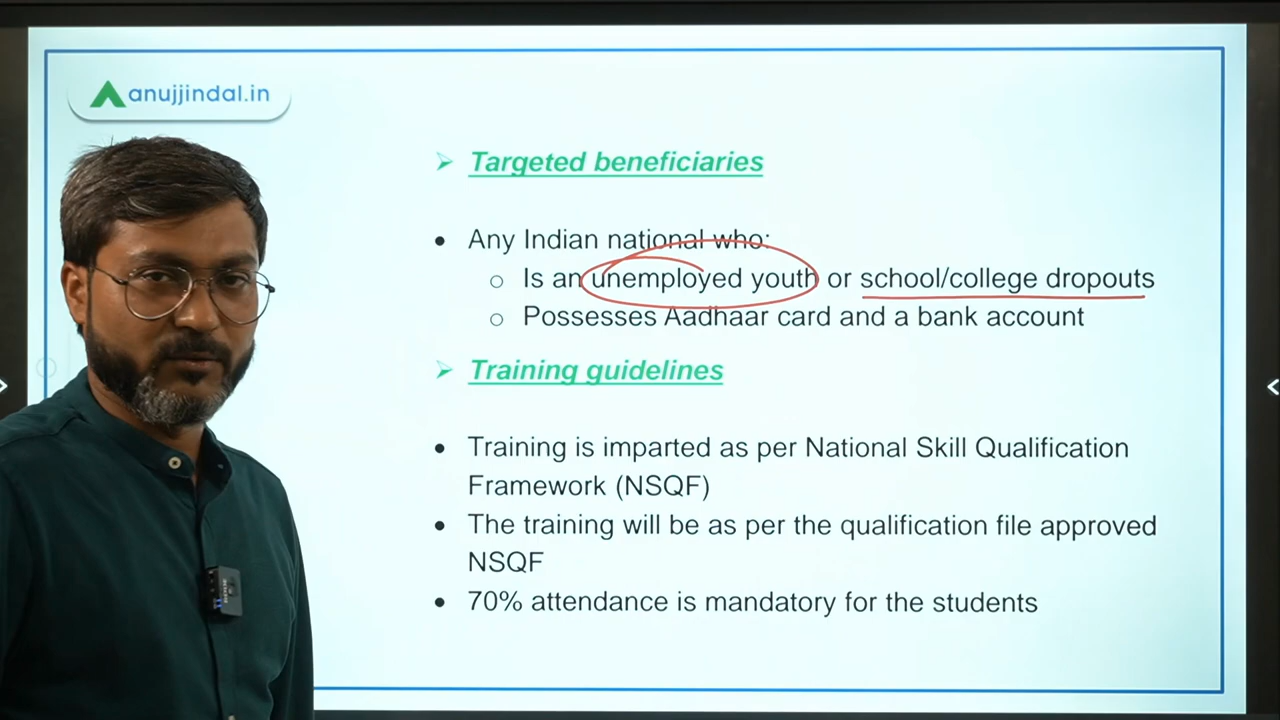 anujjindal.in
➢ Targeted beneficiaries
• Any Indian national who:
○ Is an unemployed youth or school/college dropouts
○ Possesses Aadhaar card and a bank account
➢ Training guidelines
• Training is imparted as per National Skill Qualification
Framework (NSQF)
• The training will be as per the qualification file approved
NSQF
• 70% attendance is mandatory for the students